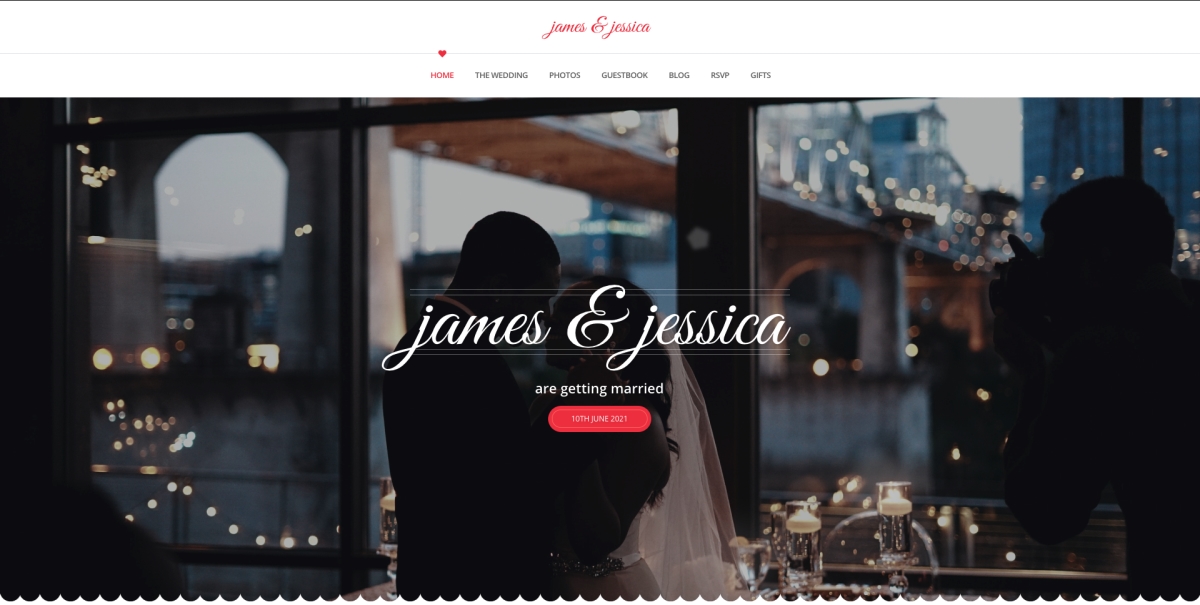 james & jessica
HOME THE WEDDING PHOTOS GUESTBOOK BLOG RSVP GIFTS
james & jessica
are getting married
10TH JUNE 2021